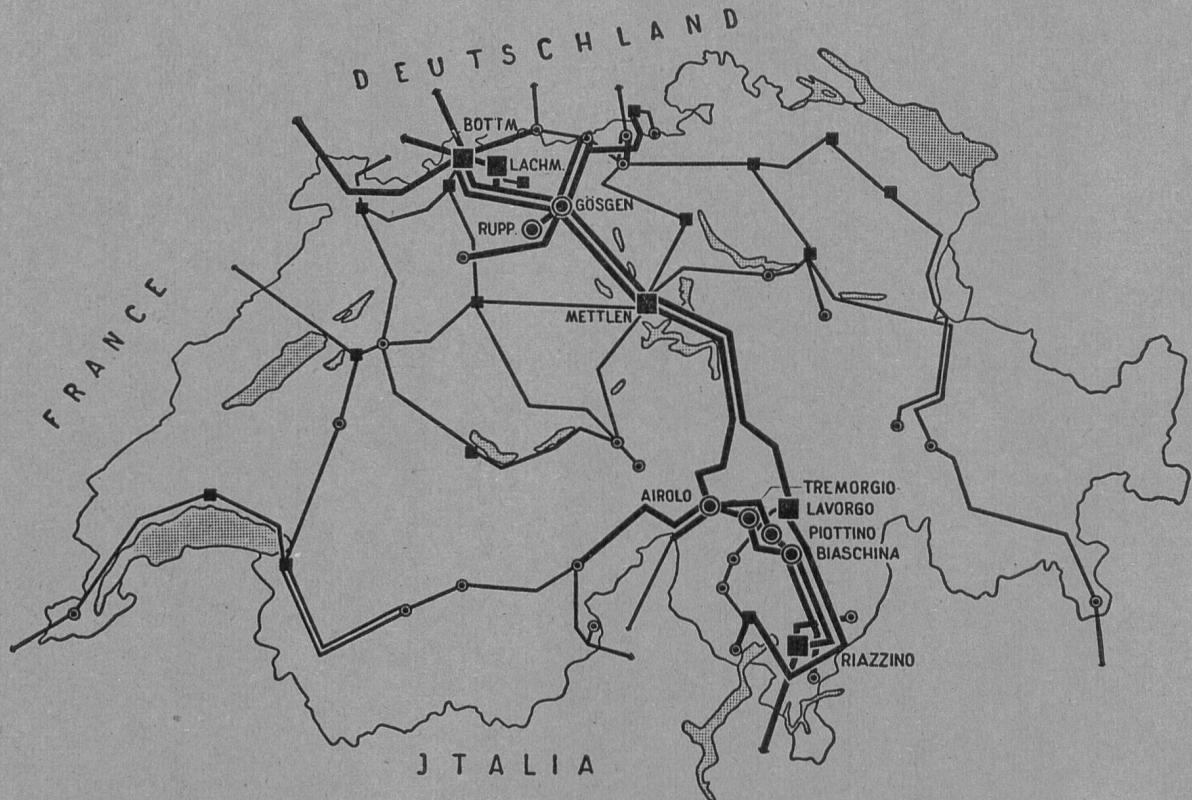 DEUTSCHLAND
BOTTM.
LACHM.
GÖSGEN
RUPP.
FRANCE
METTLEN
AIROLO
TREMORGIO
LAVORGO
PIOTTINO
BIASCHINA
RIAZZINO
JTALIA